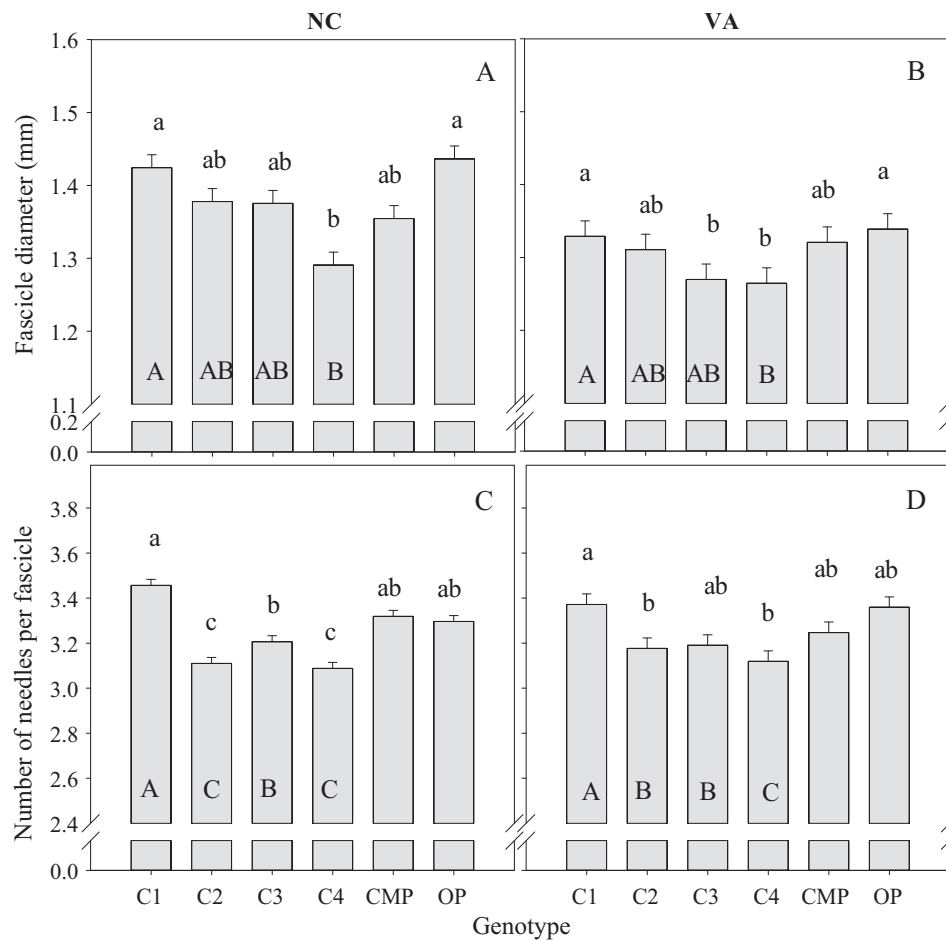 NC VA
Fascicle diameter (mm)
1.6
1.5
1.4
1.3
1.2
1.1
0.2
0.0
A
a ab ab b ab a
A AB AB B
B
a ab b b ab a
A AB AB B
Number of needles per fascicle
3.8
3.6
3.4
3.2
3.0
2.8
2.6
2.4
0.0
C
a c b c ab ab
A C B C
D
a b ab b ab ab
A B B C
C1 C2 C3 C4 CMP OP C1 C2 C3 C4 CMP OP
Genotype